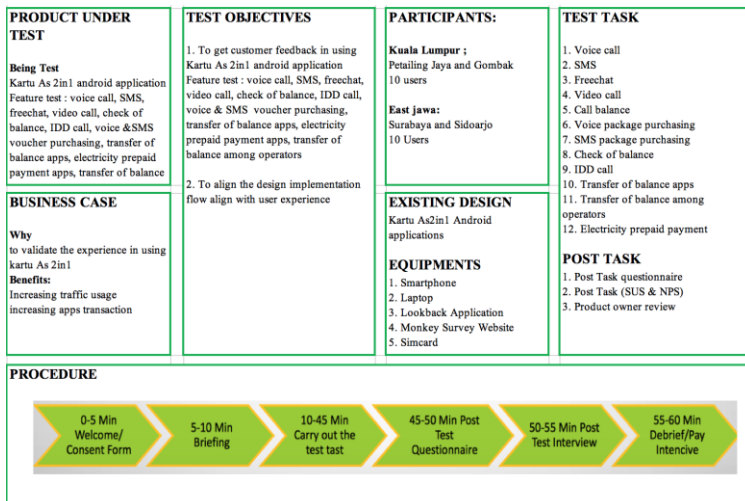 PRODUCT UNDER
TEST
Being Test
Kartu As 2in1 android application
Feature test : voice call, SMS,
freechat, video call, check of
balance, IDD call, voice &SMS
voucher purchasing, transfer of
balance apps, electricity prepaid
payment apps, transfer of balance
BUSINESS CASE
Why
to validate the experience in using
kartu As 2in1
Benefits:
Increasing traffic usage
increasing apps transaction
TEST OBJECTIVES
1. To get customer feedback in using
Kartu As 2in1 android application
Feature test : voice call, SMS, freechat,
video call, check of balance, IDD call,
voice & SMS voucher purchasing,
transfer of balance apps, electricity
prepaid payment apps, transfer of
balance among operators
2. To align the design implementation
flow align with user experience
PARTICIPANTS:
Kuala Lumpur ;
Petailing Jaya and Gombak
10 users
East jawa:
Surabaya and Sidoarjo
10 Users
EXISTING DESIGN
Kartu As2in1 Android
applications
EQUIPMENTS
1. Smartphone
2. Laptop
3. Lookback Application
4. Monkey Survey Website
5. Simcard
TEST TASK
1. Voice call
2. SMS
3. Freechat
4. Video call
5. Call balance
6. Voice package purchasing
7. SMS package purchasing
8. Check of balance
9. IDD call
10. Transfer of balance apps
11. Transfer of balance among
operators
12. Electricity prepaid payment
POST TASK
1. Post Task questionnaire
2. Post Task (SUS & NPS)
3. Product owner review
PROCEDURE
0-5 Min
Welcome/
Consent Form
5-10 Min
Briefing
10-45 Min
Carry out the
test tast
45-50 Min Post
Test
Questionnaire
50-55 Min Post
Test Interview
55-60 Min
Debrief/Pay
Intencive